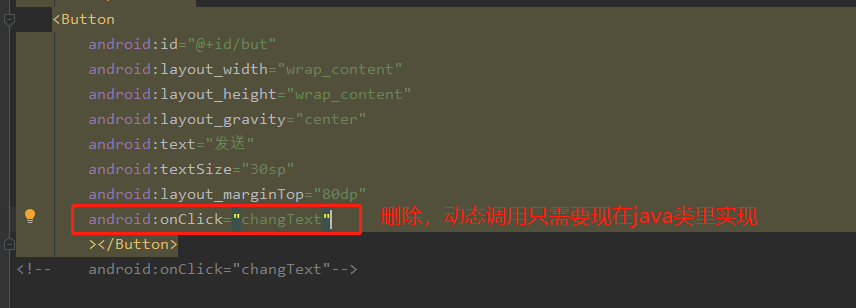 <Button
android:id="@+id/but"
android:layout_width="wrap_content"
android:layout_height="wrap_content"
android:layout_gravity="center"
android:text="发送"
android:textSize="30sp"
android:layout_marginTop="80dp"
android:onClick="changText" 删除，动态调用只需要现在java类里实现
></Button>
<!-- android:onClick="changText"-->